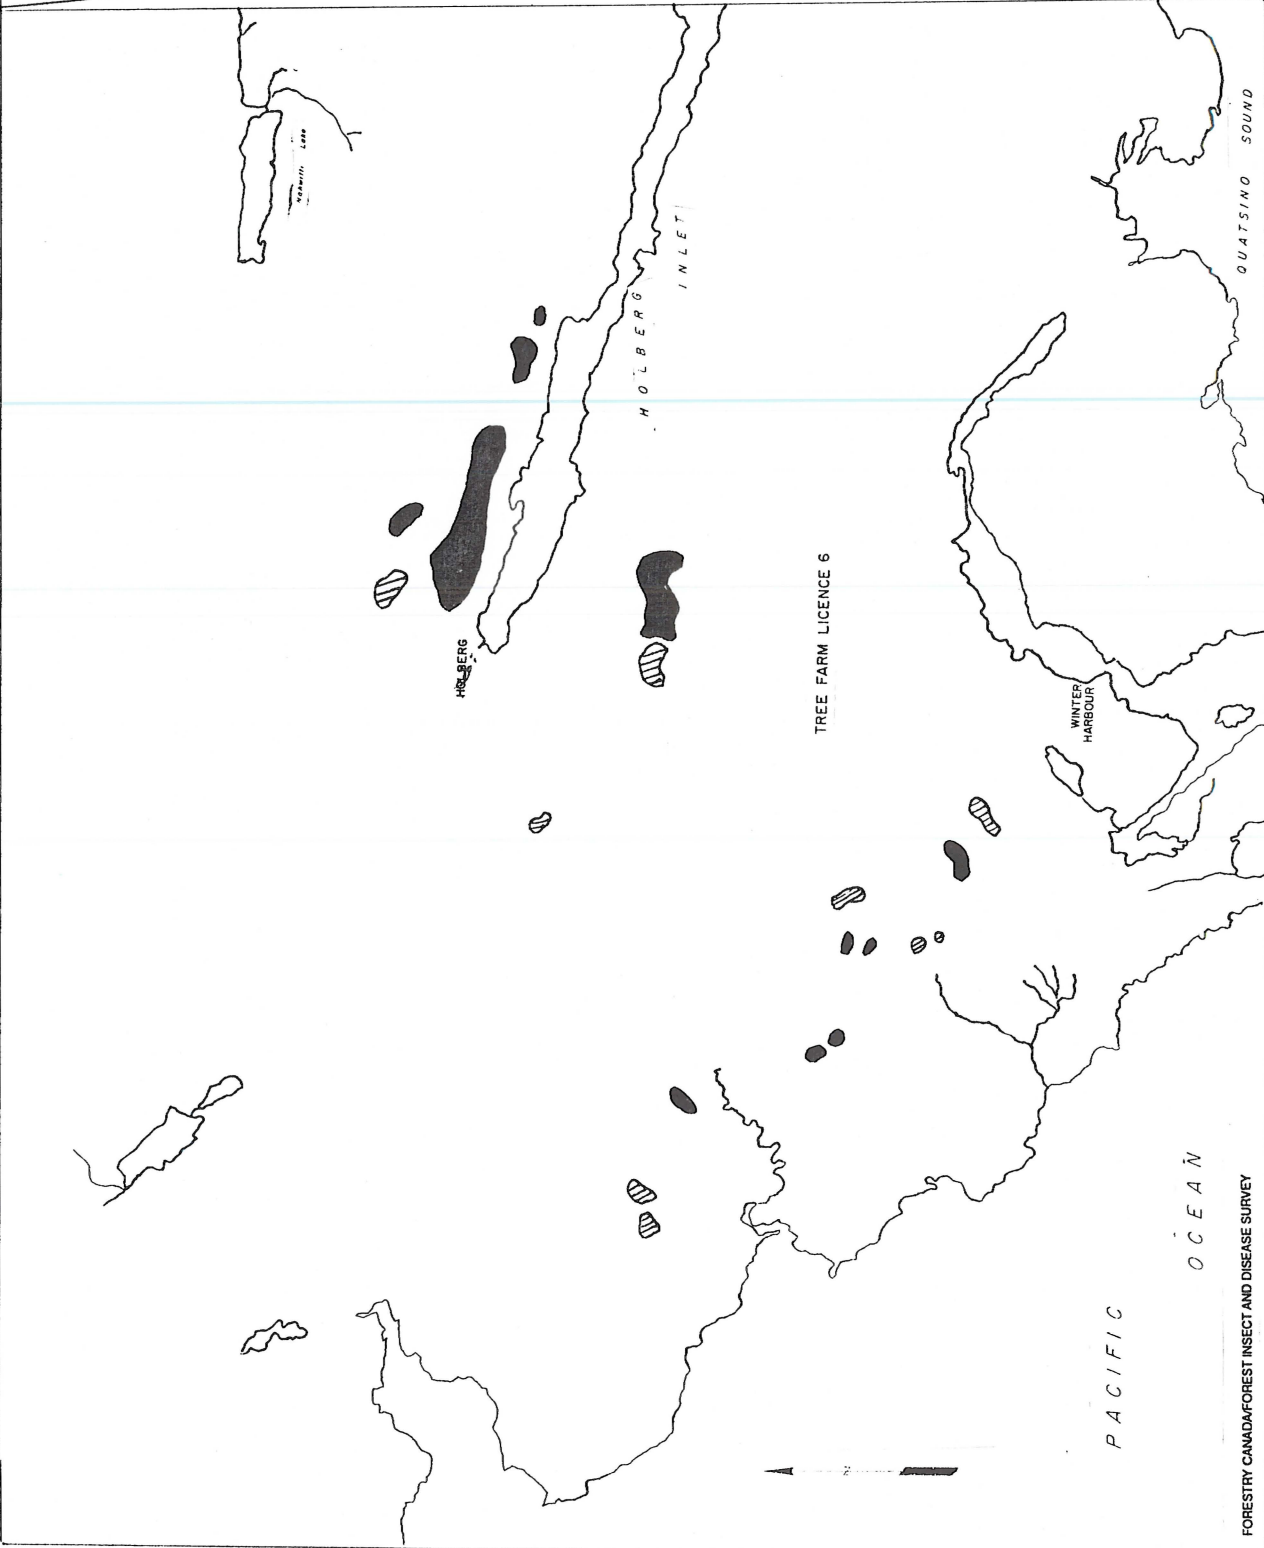 HOLBERG
HOLBERG
INLET
TREE FARM LICENCE 6
WINTER
HARBOUR
QUATSINO SOUND
PACIFIC
OCEAN
N
FORESTRY CANADA/FOREST INSECT AND DISEASE SURVEY